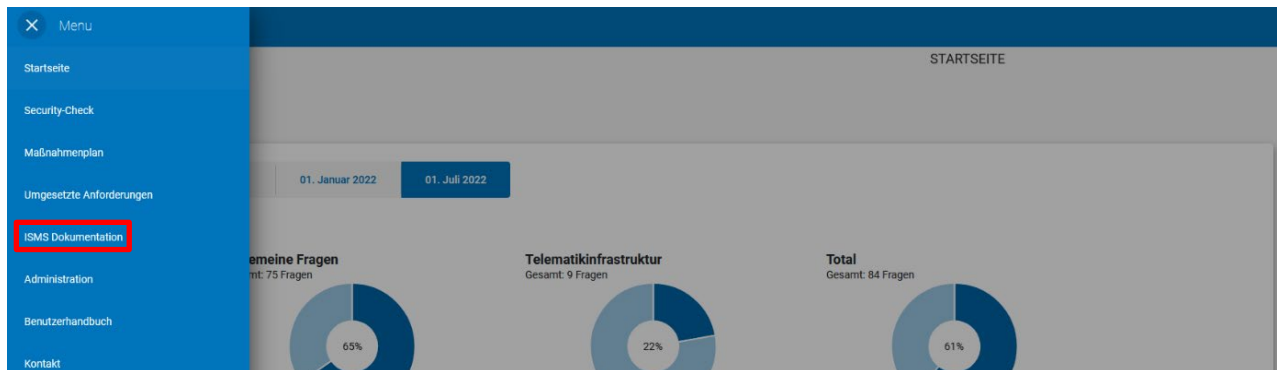 Menu
STARTSEITE
Startseite
Security-Check
Maßnahmenplan
Umgesetzte Anforderungen
ISMS Dokumentation
Administration
Benutzerhandbuch
Kontakt
01. Januar 2022
01. Juli 2022
emeine Fragen
mt: 75 Fragen
65%
Telematikinfrastruktur
Gesamt: 9 Fragen
22%
Total
Gesamt: 84 Fragen
61%